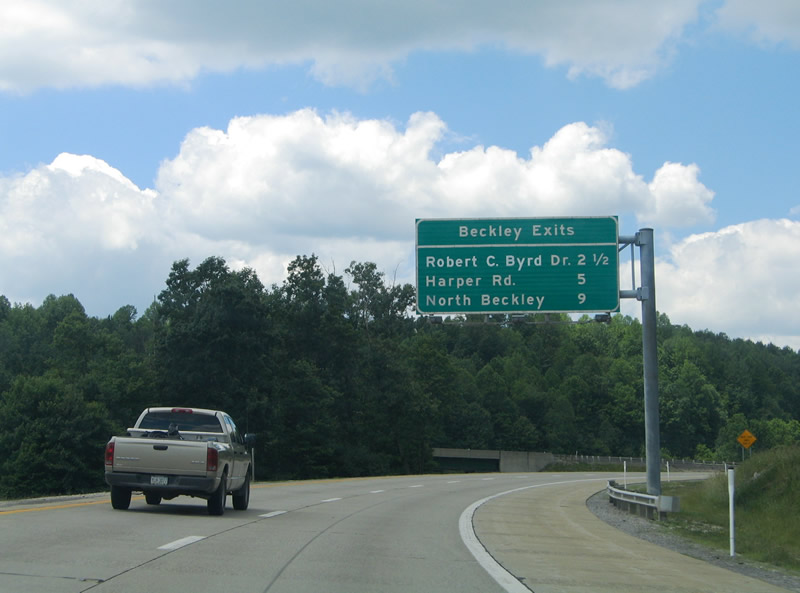 Beckley Exits
Robert C. Byrd Dr. 2 ½
Harper Rd. 5
North Beckley 9